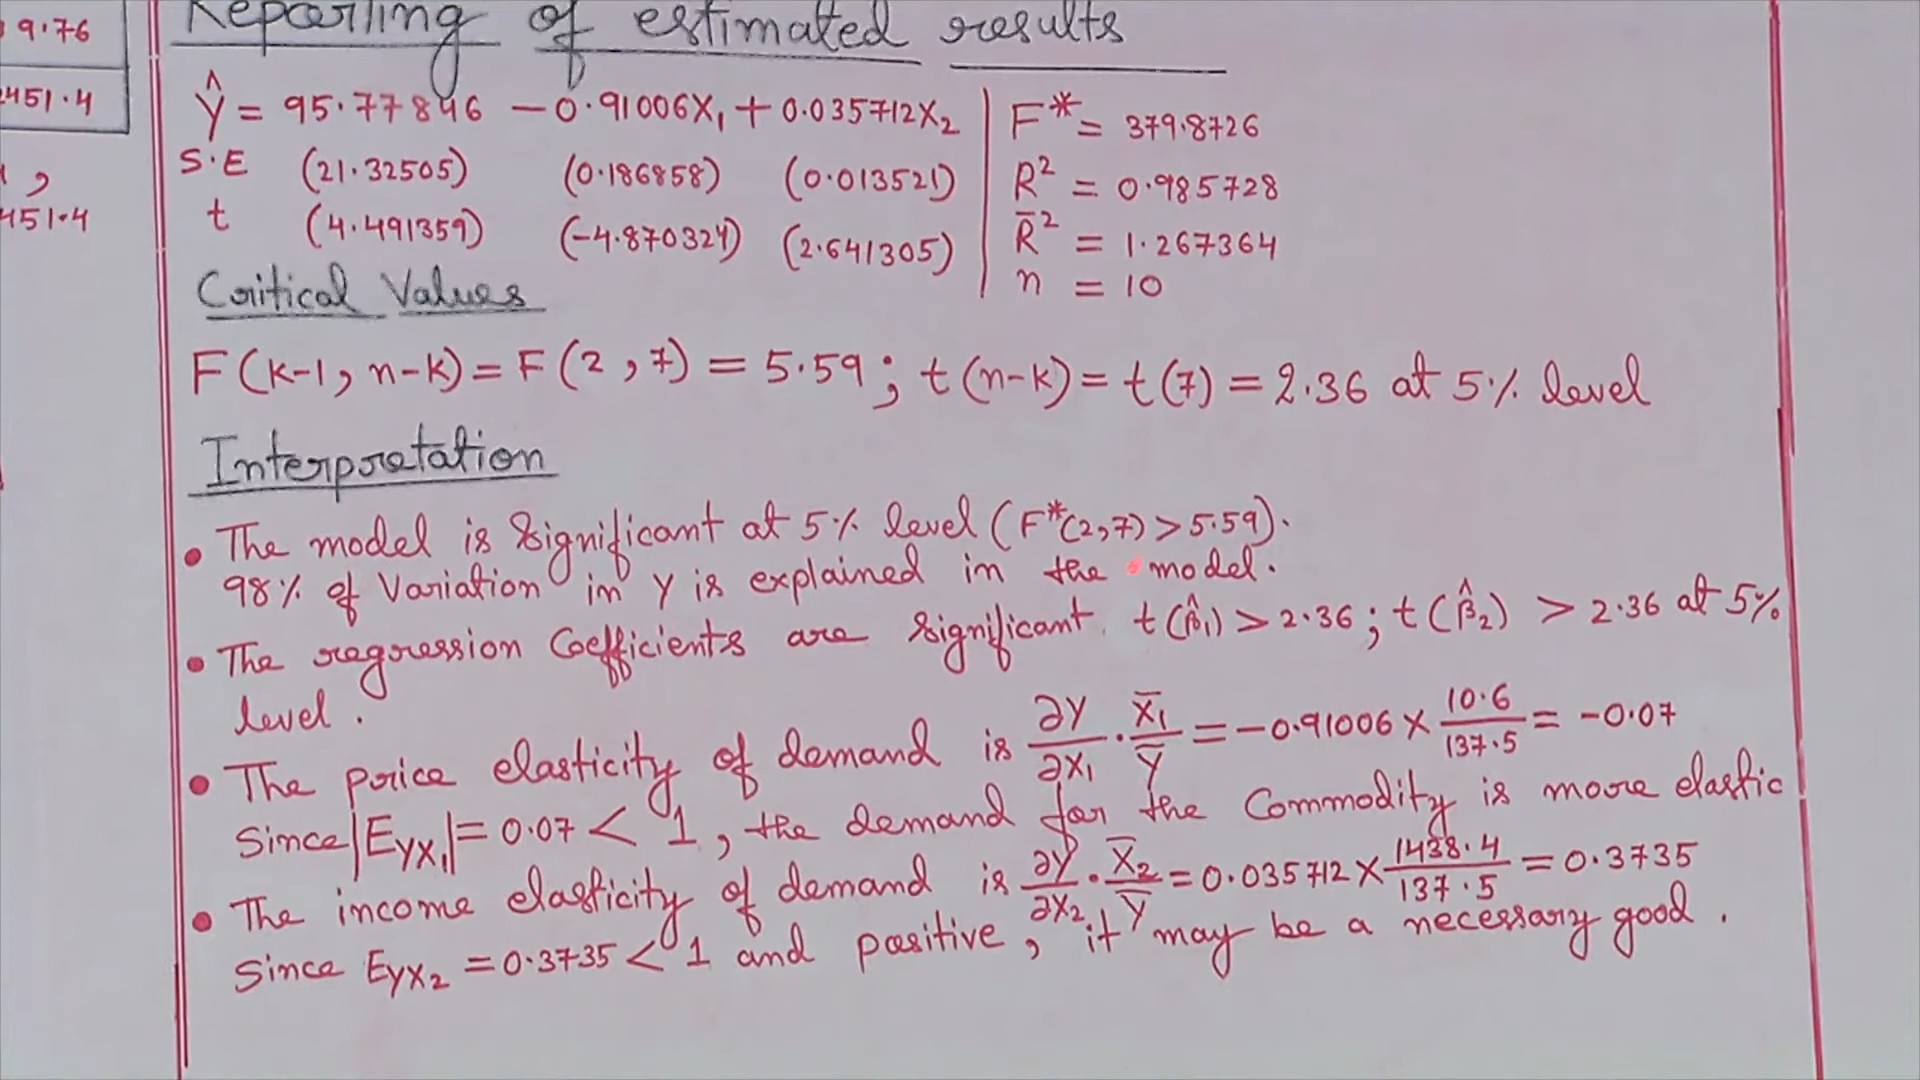 9.76
451.4
451.4
Reporting of estimated results
Ŷ = 95.77846 - 0.91006X₁ + 0.035712X₂
S.E (21.32505) (0.186858) (0.013521)
t (4.491359) (-4.870324) (2.641305)
F* = 379.8726
R² = 0.985728
R̄² = 1.267364
n = 10
Critical Values
F(K-1, n-K) = F(2, 7) = 5.59; t(n-K) = t(7) = 2.36 at 5% level
Interpretation
• The model is significant at 5% level (F*(2,7) > 5.59).
98% of Variation in Y is explained in the model.
• The regression Coefficients are significant. t(β̂₁) > 2.36; t(β̂₂) > 2.36 at 5%
level.
• The price elasticity of demand is ∂Y/∂X₁ · X̄₁/Ȳ = -0.91006 × 10.6/137.5 = -0.07
Since |EYX₁| = 0.07 < 1, the demand for the Commodity is more elastic
• The income elasticity of demand is ∂Y/∂X₂ · X̄₂/Ȳ = 0.035712 × 1438.4/137.5 = 0.3735
Since EYX₂ = 0.3735 < 1 and positive, it may be a necessary good.